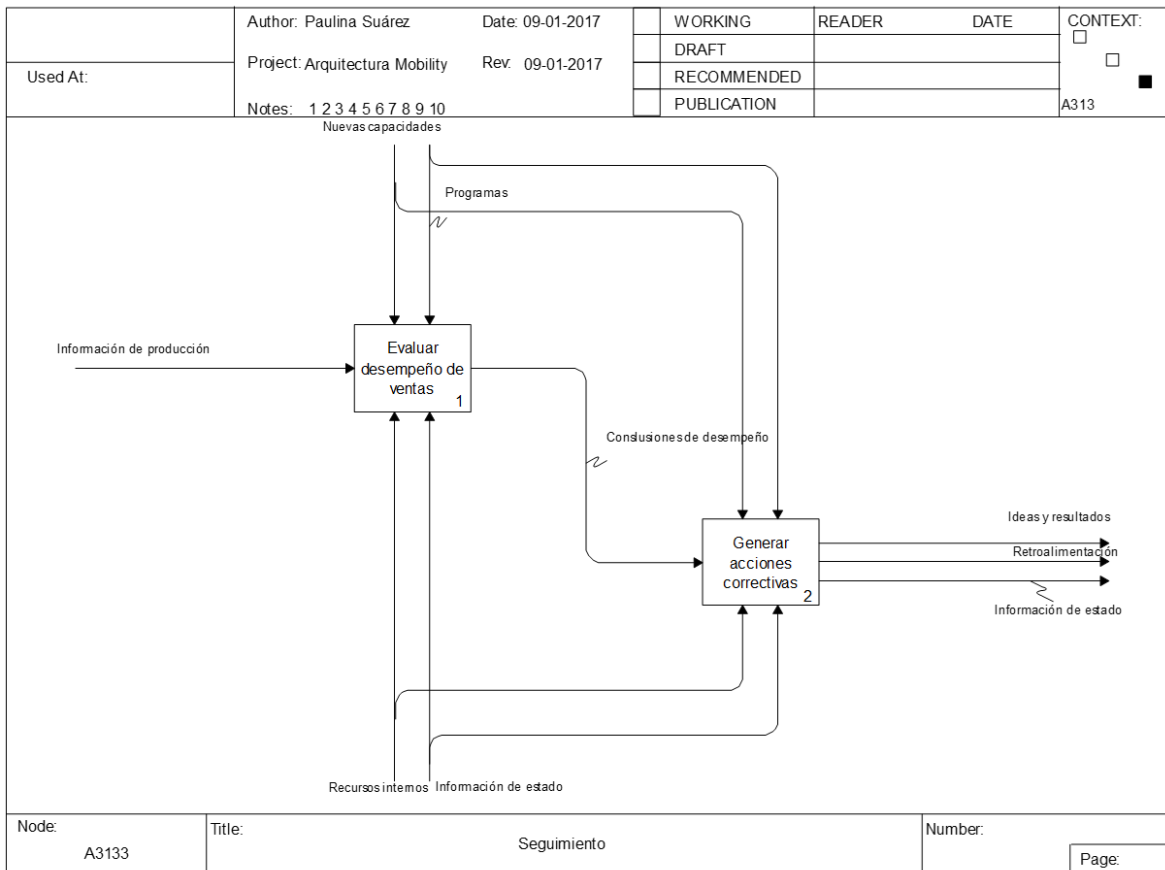 Author: Paulina Suárez
Date: 09-01-2017
WORKING
READER
DATE
CONTEXT:
DRAFT
Used At:
Project: Arquitectura Mobility
Rev: 09-01-2017
RECOMMENDED
Notes: 1 2 3 4 5 6 7 8 9 10
PUBLICATION
A313
Nuevas capacidades
Programas
Información de producción
Evaluar
desempeño de
ventas
1
Conslusiones de desempeño
Generar
acciones
correctivas
2
Ideas y resultados
Retroalimentación
Información de estado
Recursos internos
Información de estado
Node:
A3133
Title:
Seguimiento
Number:
Page: